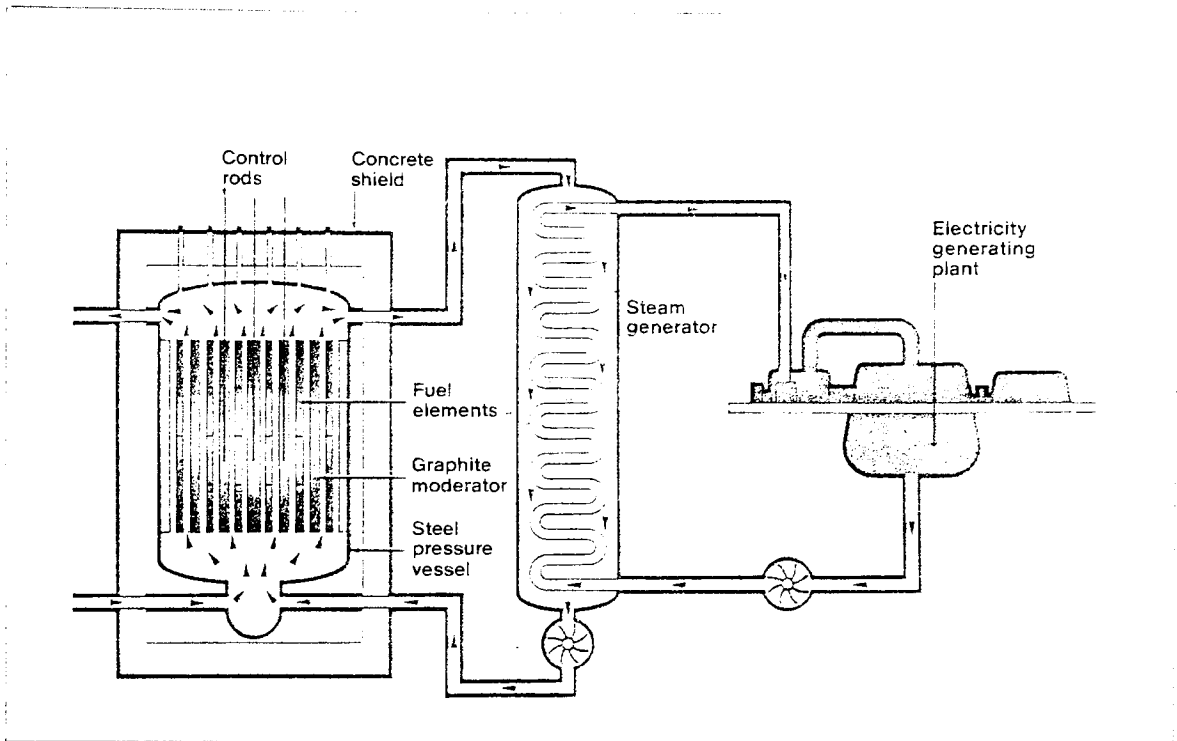 Control
rods
Concrete
shield
Electricity
generating
plant
Steam
generator
Fuel
elements
Graphite
moderator
Steel
pressure
vessel